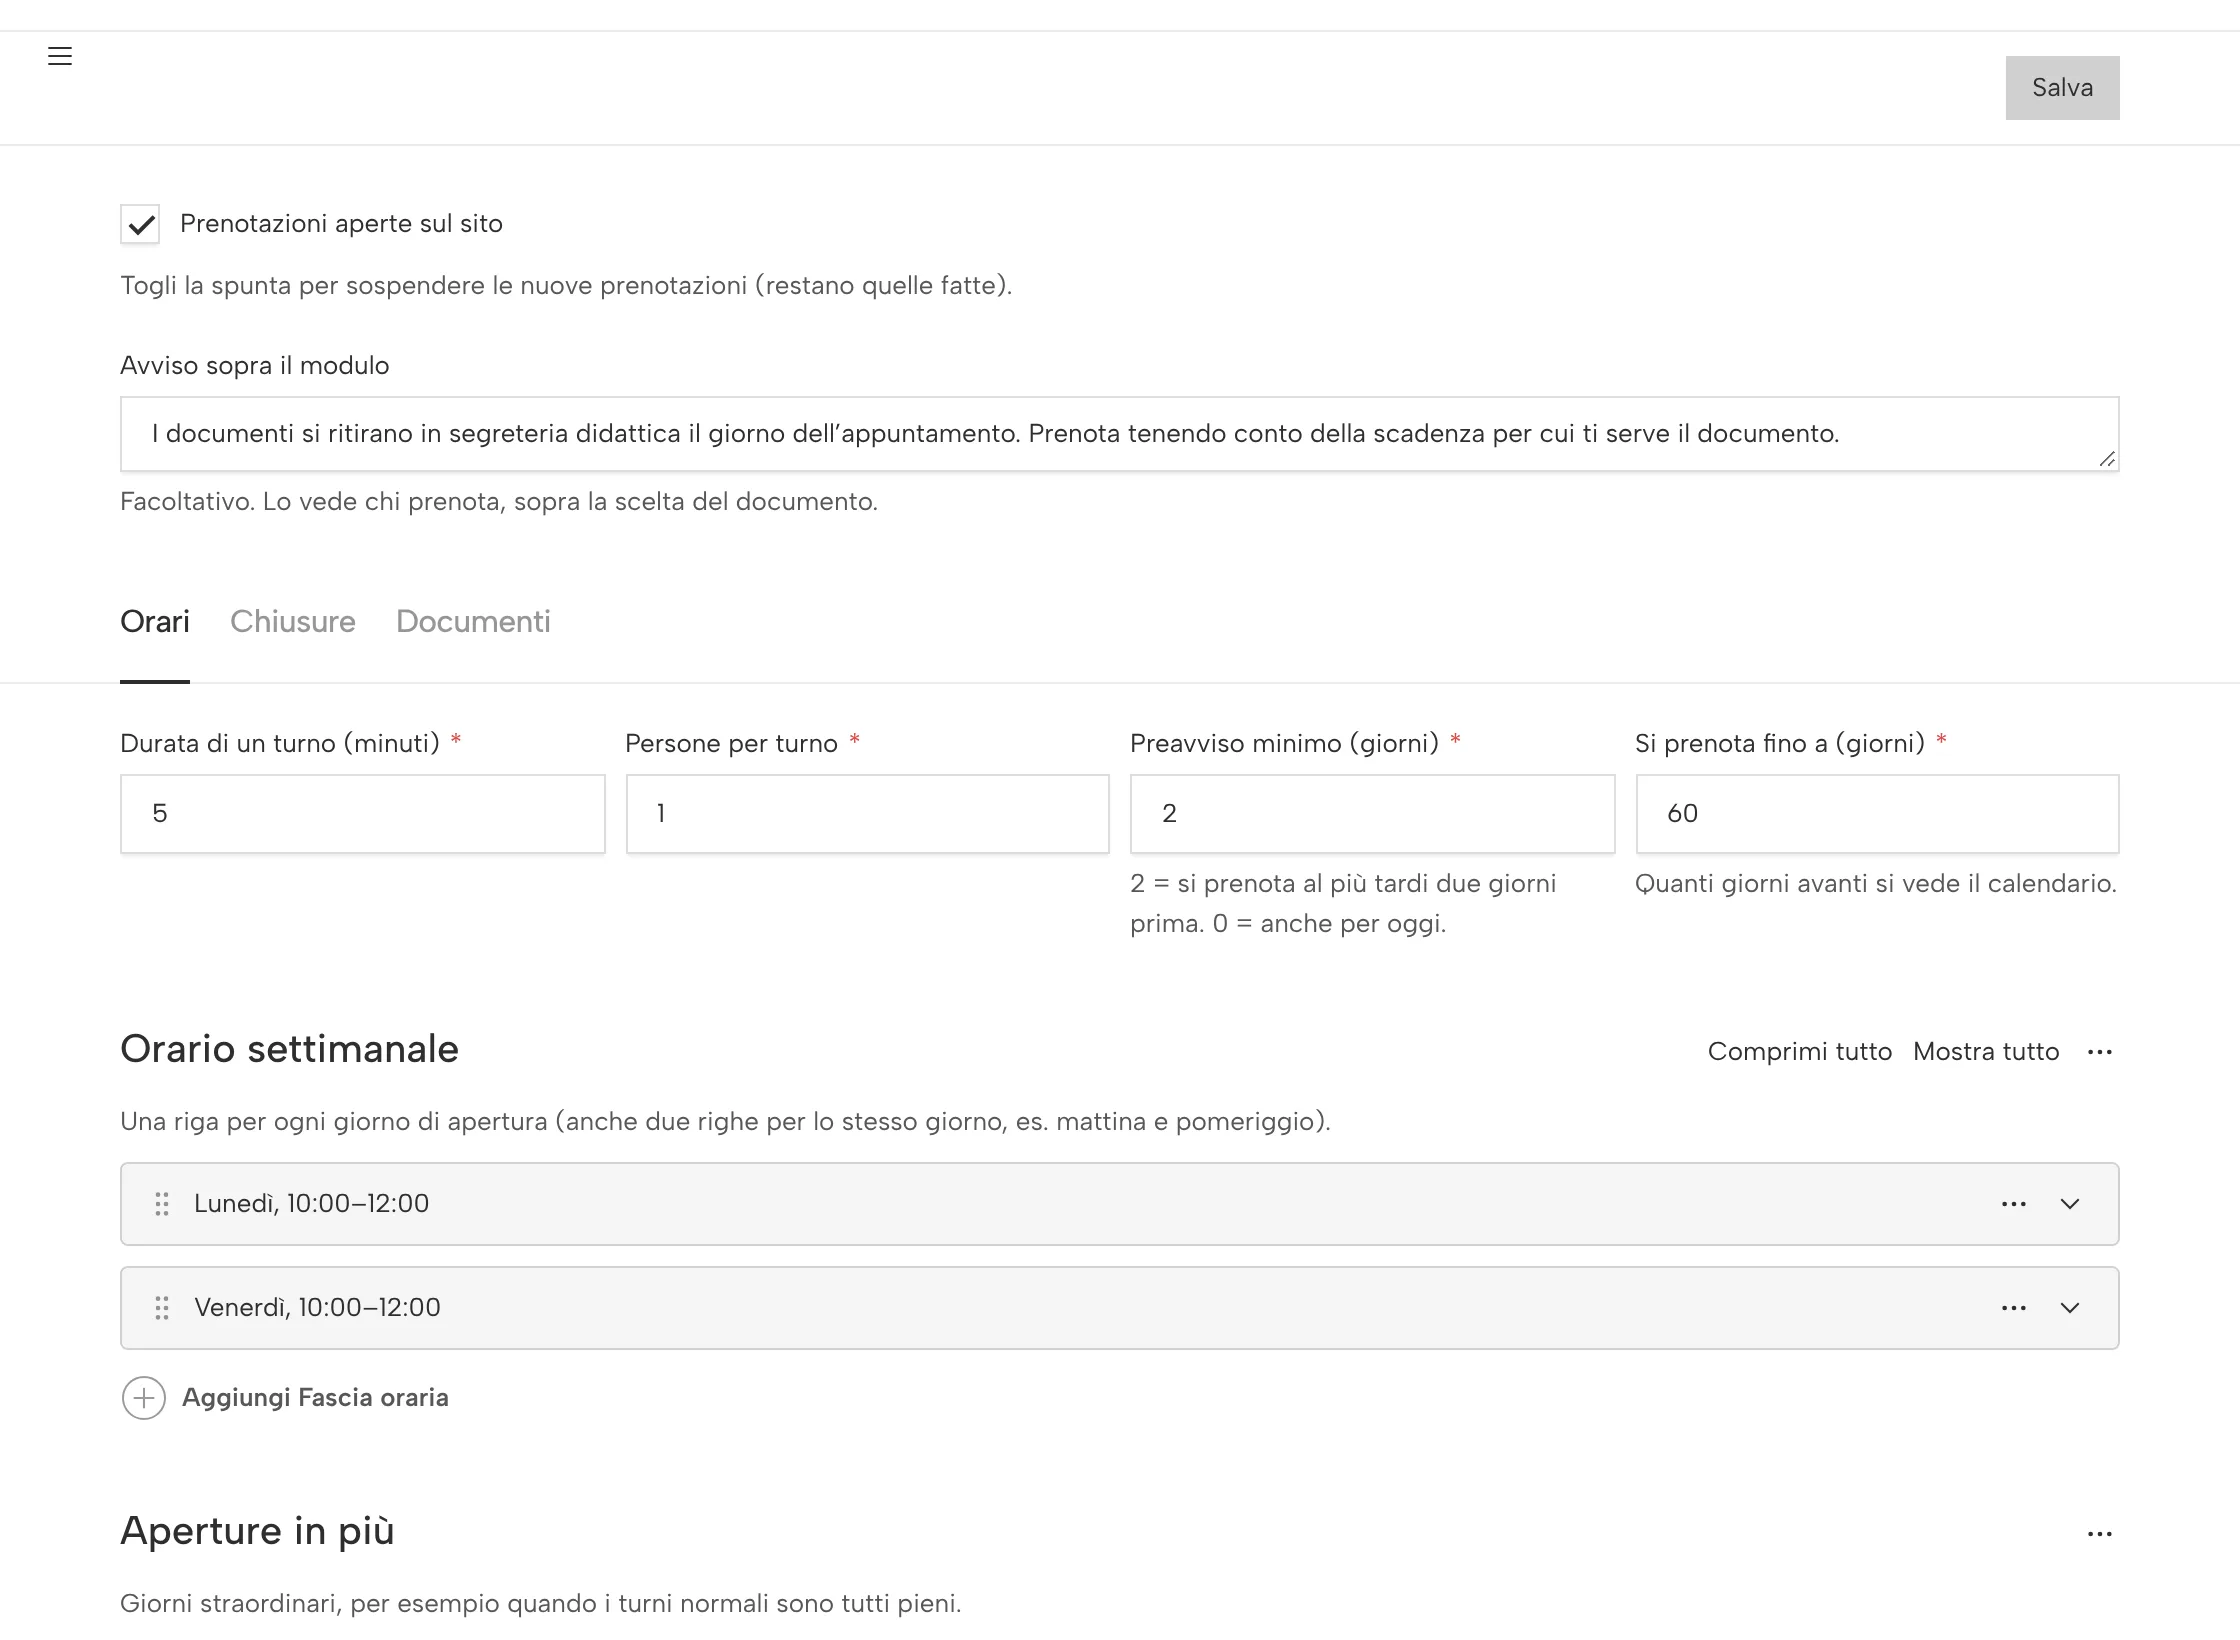 Salva
Prenotazioni aperte sul sito
Togli la spunta per sospendere le nuove prenotazioni (restano quelle fatte).
Avviso sopra il modulo
I documenti si ritirano in segreteria didattica il giorno dell’appuntamento. Prenota tenendo conto della scadenza per cui ti serve il documento.
Facoltativo. Lo vede chi prenota, sopra la scelta del documento.
Orari Chiusure Documenti
Durata di un turno (minuti) * Persone per turno * Preavviso minimo (giorni) * Si prenota fino a (giorni) *
5 1 2 60
2 = si prenota al più tardi due giorni Quanti giorni avanti si vede il calendario.
prima. 0 = anche per oggi.
Orario settimanale Comprimi tutto Mostra tutto
Una riga per ogni giorno di apertura (anche due righe per lo stesso giorno, es. mattina e pomeriggio).
Lunedì, 10:00–12:00
Venerdì, 10:00–12:00
Aggiungi Fascia oraria
Aperture in più
Giorni straordinari, per esempio quando i turni normali sono tutti pieni.